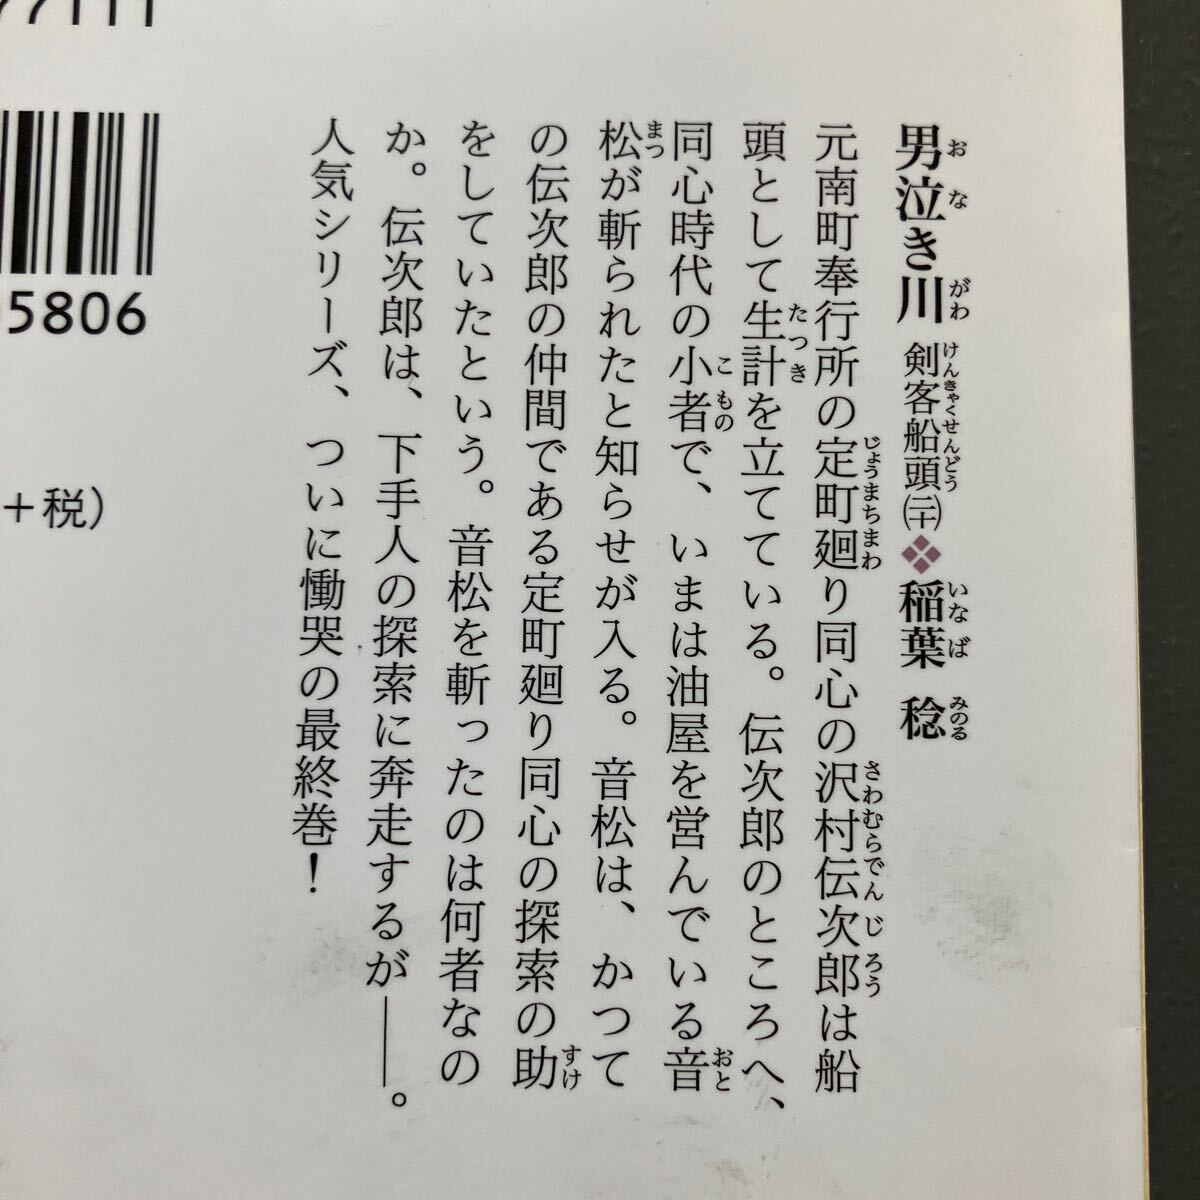 男泣き川 剣客船頭(二十)❖稲葉 稔
元南町奉行所の定町廻り同心の沢村伝次郎は船
頭として生計を立てている。伝次郎のところへ、
同心時代の小者で、いまは油屋を営んでいる音
松が斬られたと知らせが入る。音松は、かつて
の伝次郎の仲間である定町廻り同心の探索の助
をしていたという。音松を斬ったのは何者なの
か。伝次郎は、下手人の探索に奔走するが――。
人気シリーズ、ついに慟哭の最終巻!
5806
+税)